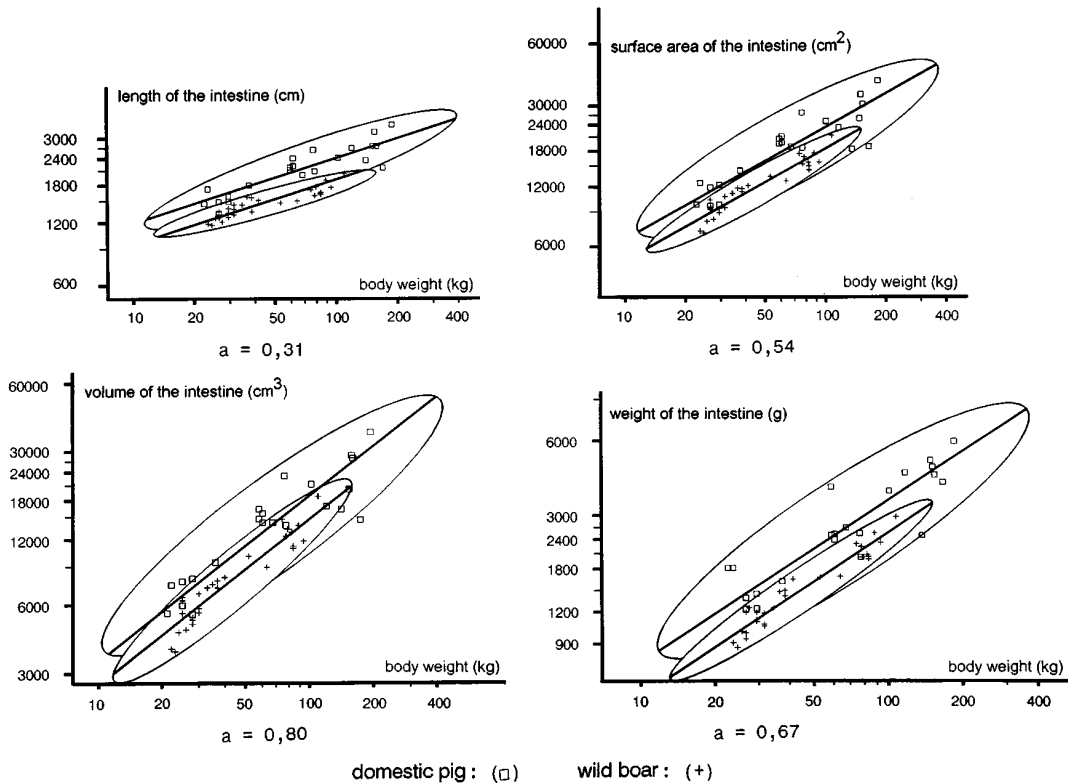 length of the intestine (cm)
3000
2400
1800
1200
600
body weight (kg)
10 20 50 100 200 400
a = 0,31
surface area of the intestine (cm2)
60000
30000
24000
18000
12000
6000
body weight (kg)
10 20 50 100 200 400
a = 0,54
volume of the intestine (cm3)
60000
30000
24000
18000
12000
6000
3000
body weight (kg)
10 20 50 100 200 400
a = 0,80
weight of the intestine (g)
6000
3000
2400
1800
1200
900
body weight (kg)
10 20 50 100 200 400
a = 0,67
domestic pig : (□) wild boar : (+)